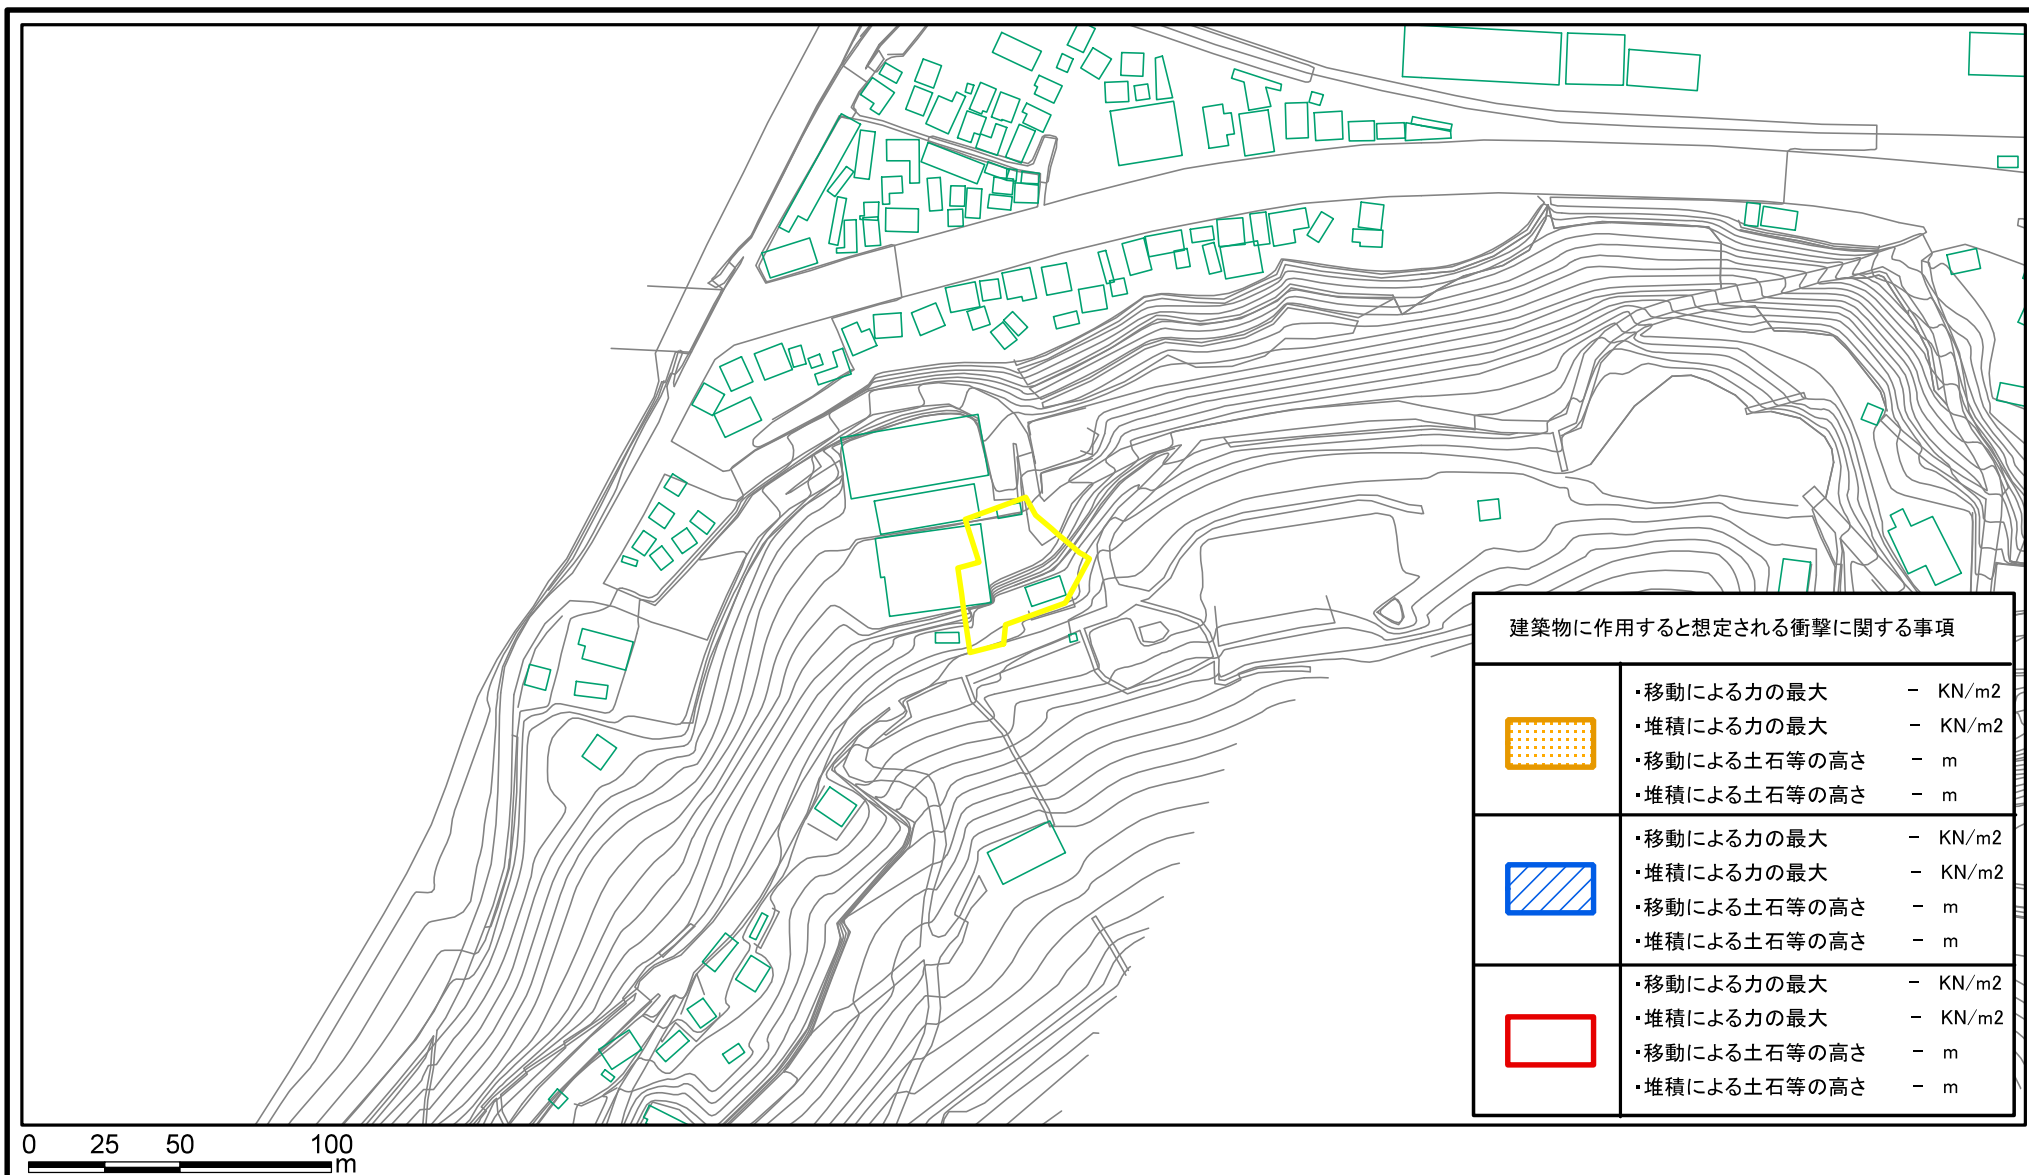 建築物に作用すると想定される衝撃に関する事項
・移動による力の最大 - KN/m2
・堆積による力の最大 - KN/m2
・移動による土石等の高さ - m
・堆積による土石等の高さ - m
・移動による力の最大 - KN/m2
・堆積による力の最大 - KN/m2
・移動による土石等の高さ - m
・堆積による土石等の高さ - m
・移動による力の最大 - KN/m2
・堆積による力の最大 - KN/m2
・移動による土石等の高さ - m
・堆積による土石等の高さ - m
0 25 50 100
m